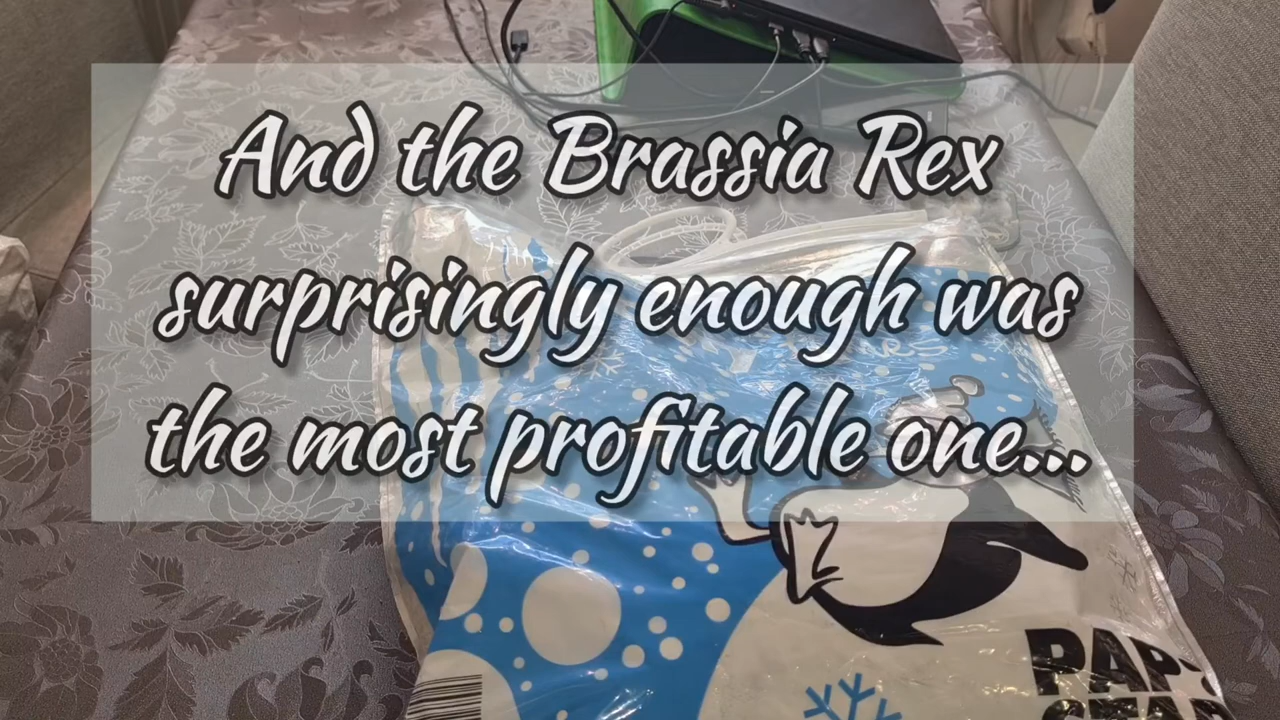 And the Brassia Rex
surprisingly enough was
the most profitable one...